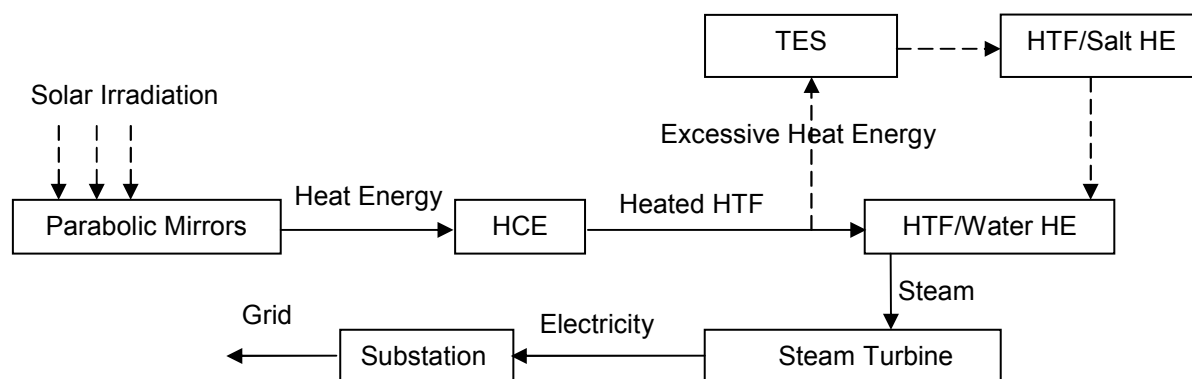 TES
HTF/Salt HE
Solar Irradiation
Excessive Heat Energy
Heat Energy
Heated HTF
Parabolic Mirrors
HCE
HTF/Water HE
Steam
Grid
Electricity
Substation
Steam Turbine